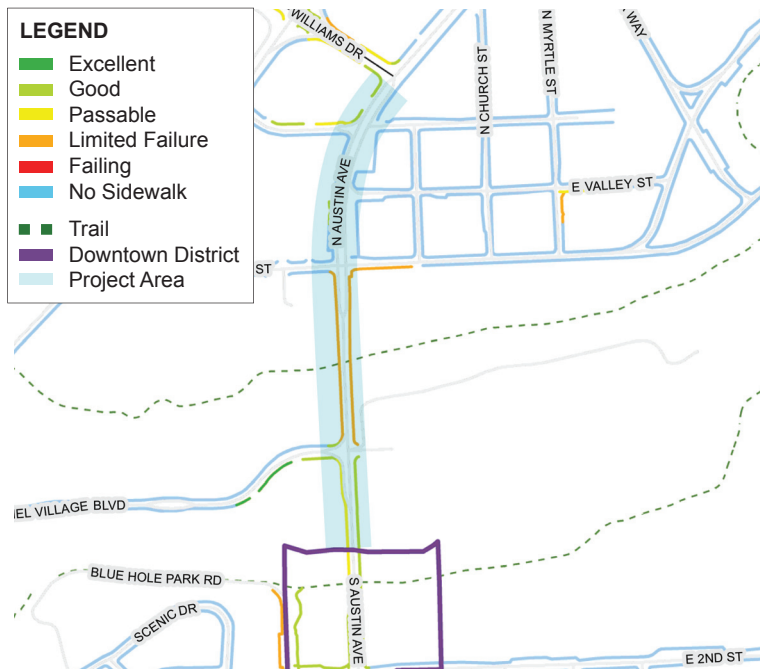 LEGEND
Excellent
Good
Passable
Limited Failure
Failing
No Sidewalk
Trail
Downtown District
Project Area
WILLIAMS DR
N CHURCH ST
N MYRTLE ST
WAY
N AUSTIN AVE
E VALLEY ST
ST
EL VILLAGE BLVD
BLUE HOLE PARK RD
SCENIC DR
S AUSTIN AVE
E 2ND ST